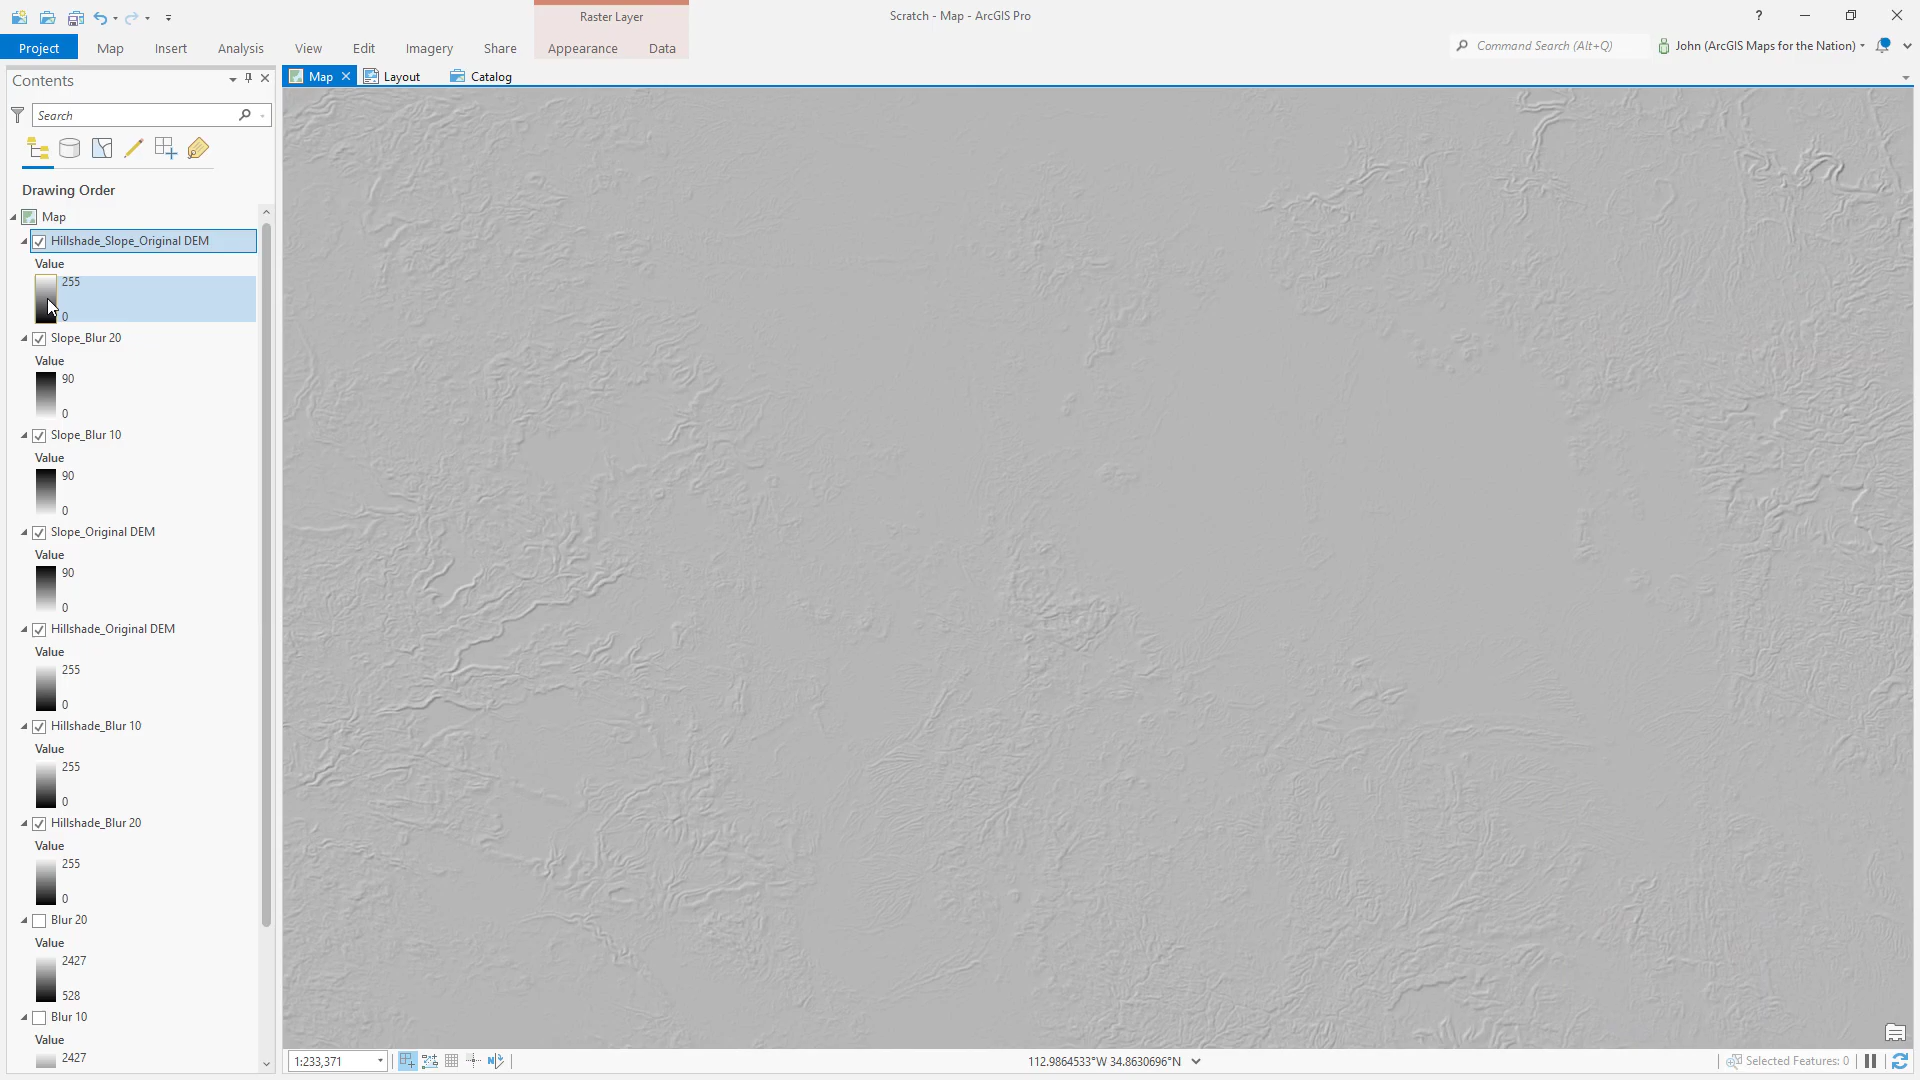 Raster Layer
Scratch - Map - ArcGIS Pro
?
Project
Map
Insert
Analysis
View
Edit
Imagery
Share
Appearance
Data
Command Search (Alt+Q)
John (ArcGIS Maps for the Nation)
Contents
Map
Layout
Catalog
Search
Drawing Order
Map
Hillshade_Slope_Original DEM
Value
255
0
Slope_Blur 20
Value
90
0
Slope_Blur 10
Value
90
0
Slope_Original DEM
Value
90
0
Hillshade_Original DEM
Value
255
0
Hillshade_Blur 10
Value
255
0
Hillshade_Blur 20
Value
255
0
Blur 20
Value
2427
528
Blur 10
Value
2427
1:233,371
112.9864533°W 34.8630696°N
Selected Features: 0